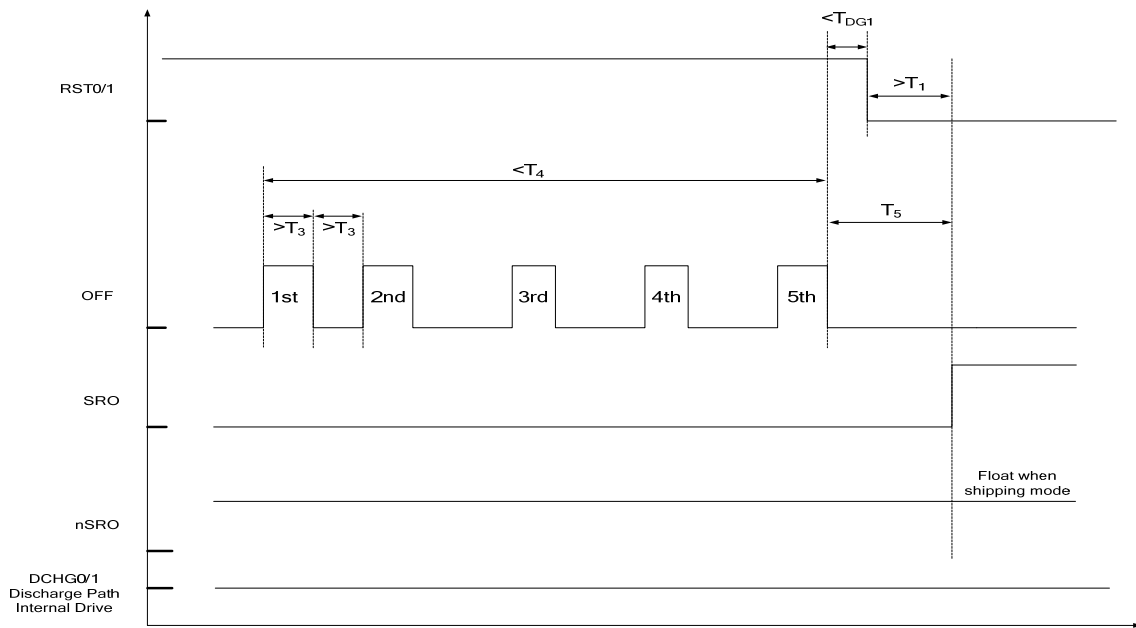 <T_DG1
RST0/1
>T_1
<T_4
>T_3 >T_3
T_5
OFF
1st 2nd 3rd 4th 5th
SRO
Float when
shipping mode
nSRO
DCHG0/1
Discharge Path
Internal Drive